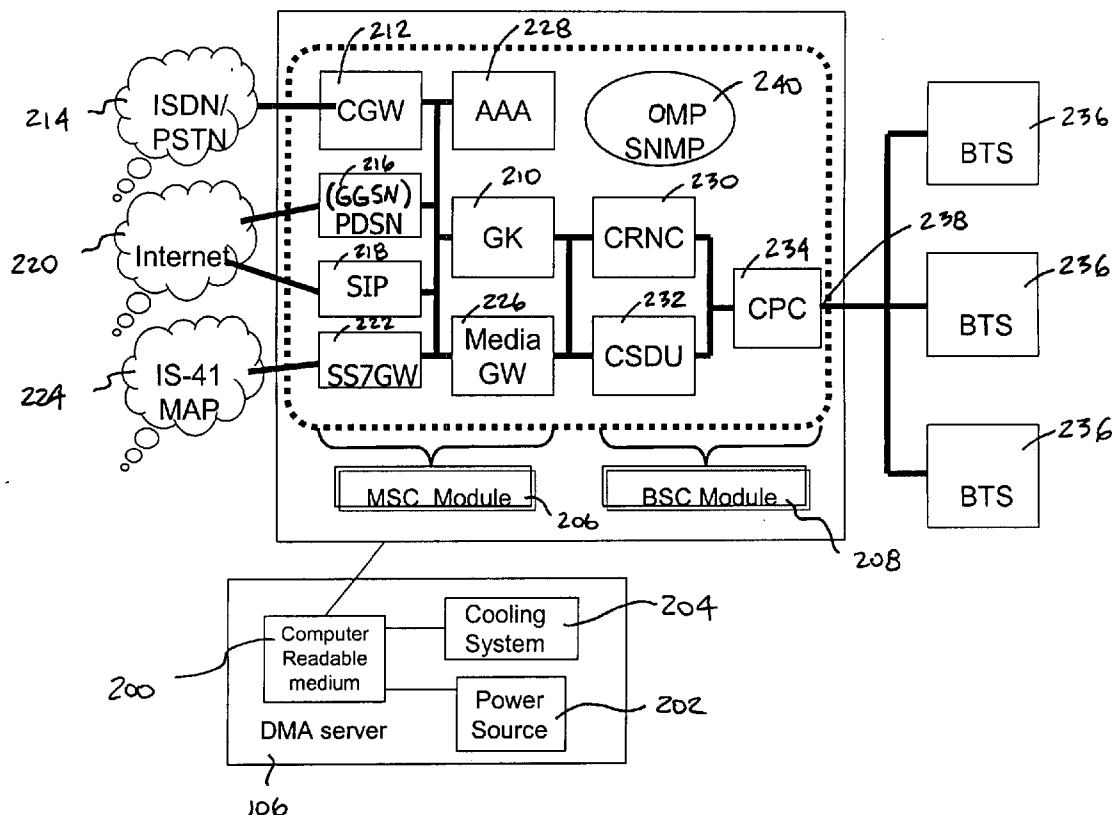 212
228
240
236
214
ISDN/
PSTN
CGW
AAA
OMP
SNMP
BTS
216
(GGSN)
PDSN
210
230
238
220
Internet
GK
CRNC
234
236
218
SIP
226
232
CPC
BTS
222
Media
GW
CSDU
224
IS-41
MAP
SS7GW
236
BTS
MSC Module
206
BSC Module
208
Computer
Readable
medium
Cooling
System
204
200
Power
Source
202
DMA server
106